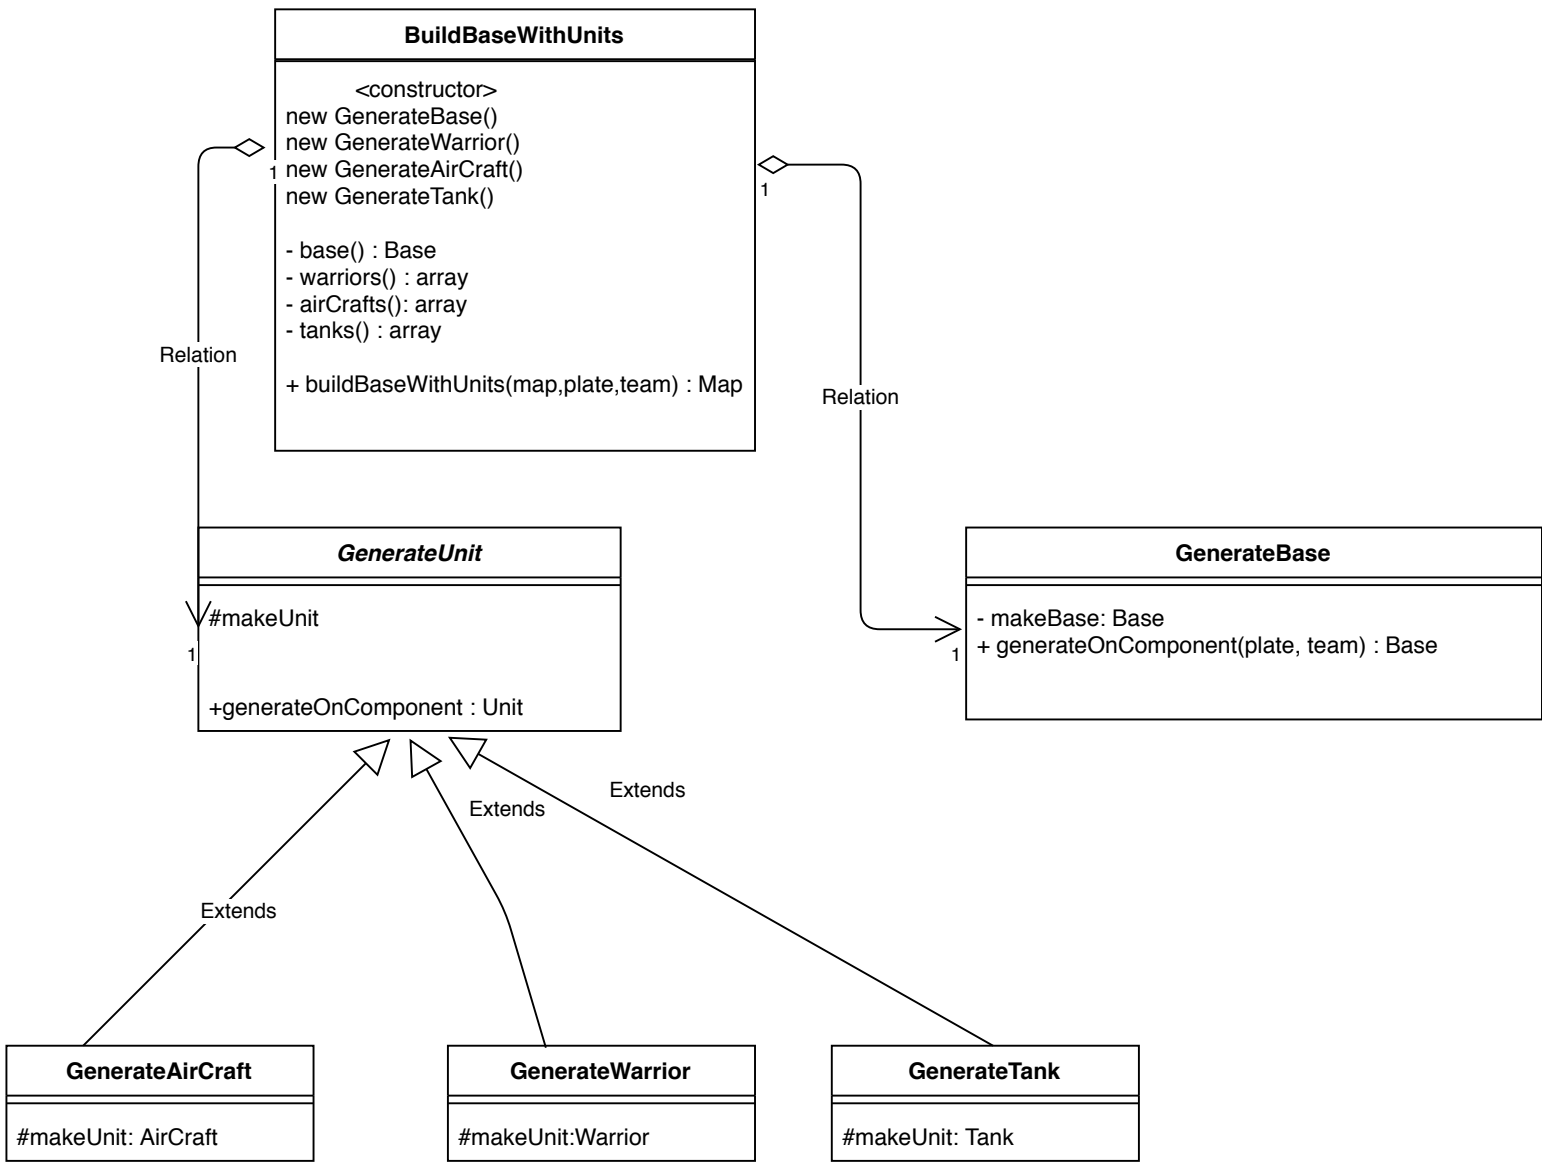 BuildBaseWithUnits
<constructor>
new GenerateBase()
new GenerateWarrior()
new GenerateAirCraft()
new GenerateTank()
- base() : Base
- warriors() : array
- airCrafts(): array
- tanks() : array
+ buildBaseWithUnits(map,plate,team) : Map
1
1
Relation
Relation
GenerateUnit
#makeUnit
+generateOnComponent : Unit
1
GenerateBase
- makeBase: Base
+ generateOnComponent(plate, team) : Base
1
Extends
Extends
Extends
GenerateAirCraft
#makeUnit: AirCraft
GenerateWarrior
#makeUnit:Warrior
GenerateTank
#makeUnit: Tank